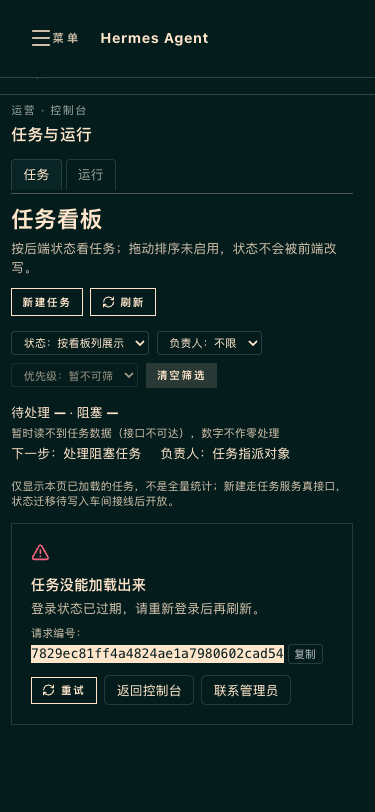 菜单 Hermes Agent
运营 · 控制台
任务与运行
任务 运行
任务看板
按后端状态看任务；拖动排序未启用，状态不会被前端改
写。
新建任务 刷新
状态：按看板列展示 负责人：不限
优先级：暂不可筛 清空筛选
待处理 — · 阻塞 —
暂时读不到任务数据（接口不可达），数字不作零处理
下一步：处理阻塞任务 负责人：任务指派对象
仅显示本页已加载的任务，不是全量统计；新建走任务服务真接口，
状态迁移待写入车间接线后开放。
任务没能加载出来
登录状态已过期，请重新登录后再刷新。
请求编号：
7829ec81ff4a4824ae1a7980602cad54 复制
重试 返回控制台 联系管理员